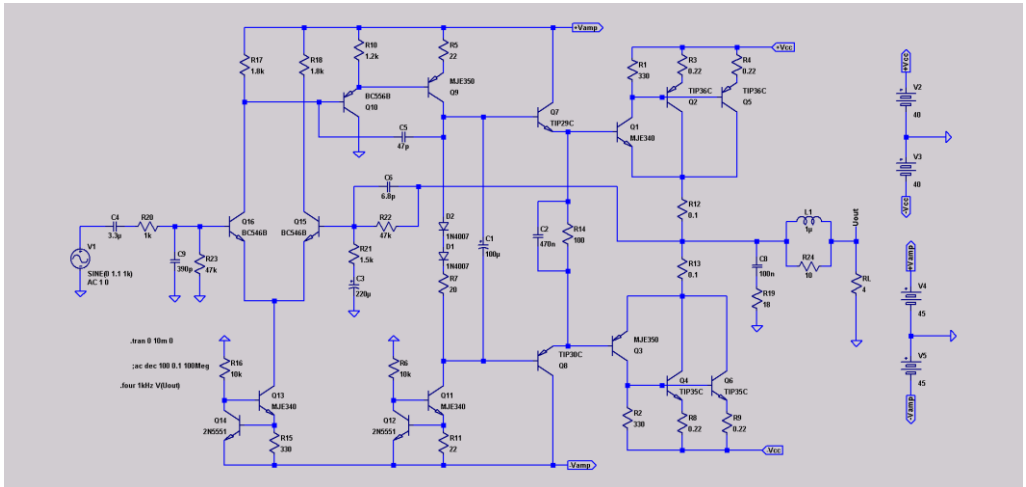 +Vamp
R17
1.8k
R18
1.8k
R10
1.2k
R5
22
MJE350
Q9
BC556B
Q10
C5
47p
Q7
TIP29C
+Vcc
R1
330
R3
0.22
R4
0.22
TIP36C
Q2
TIP36C
Q5
Q1
MJE340
+Vcc
V2
40
V3
40
-Vcc
C6
6.8p
R22
47k
C4
3.3µ
R20
1k
Q16
BC546B
Q15
BC546B
V1
SINE(0 1.1 1k)
AC 1 0
C9
390p
R23
47k
R21
1.5k
C3
220µ
D2
1N4007
D1
1N4007
R7
20
C1
100µ
C2
470n
R14
100
R12
0.1
R13
0.1
C8
100n
R19
10
L1
1µ
R24
10
Uout
RL
4
+Vamp
V4
45
V5
45
-Vamp
.tran 0 10m 0
;ac dec 100 0.1 100Meg
.four 1kHz V(Uout)
R16
10k
Q13
MJE340
Q14
2N5551
R15
330
R6
10k
Q11
MJE340
Q12
2N5551
R11
22
TIP30C
Q8
-Vamp
MJE350
Q3
R2
330
Q4
TIP35C
Q6
TIP35C
R8
0.22
R9
0.22
-Vcc